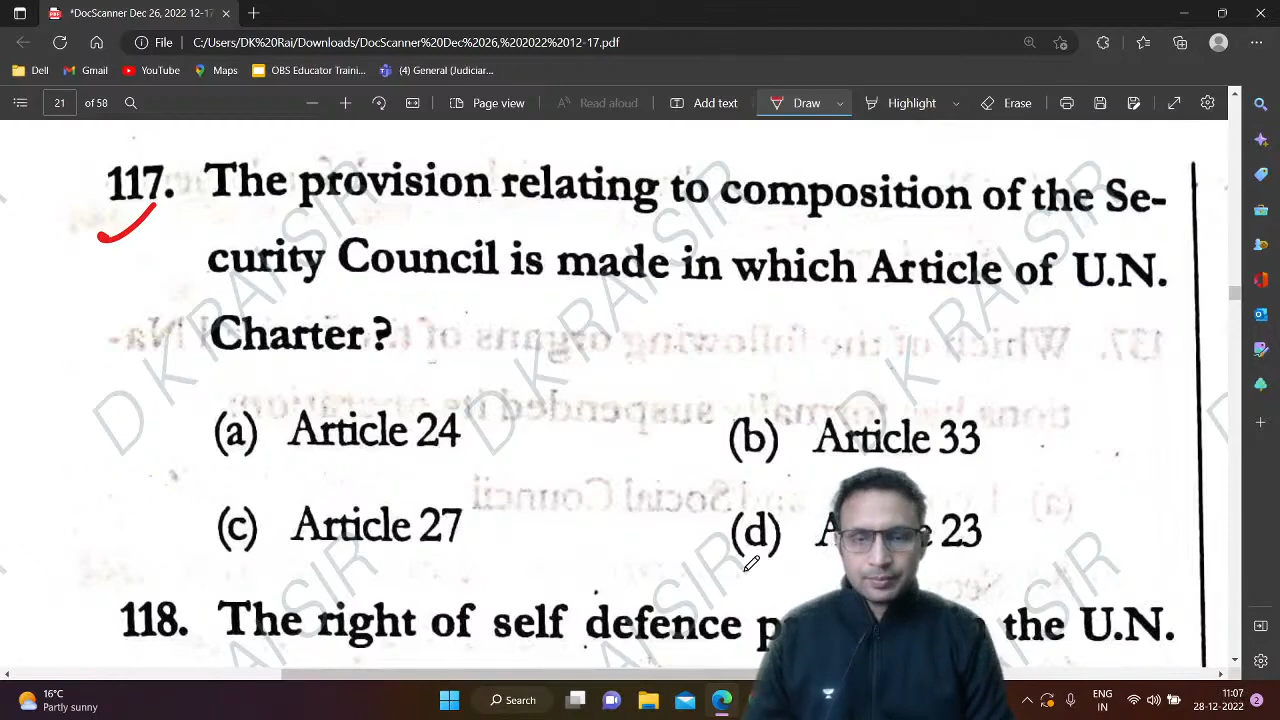 *DocScanner Dec 26, 2022 12-17
File C:/Users/DK%20Rai/Downloads/DocScanner%20Dec%2026,%202022%2012-17.pdf
Dell Gmail YouTube Maps OBS Educator Traini... (4) General (Judiciar...
21 of 58 Page view Read aloud Add text Draw Highlight Erase
117. The provision relating to composition of the Se-
curity Council is made in which Article of U.N.
Charter ?
(a) Article 24 (b) Article 33
(c) Article 27 (d) 23
118. The right of self defence the U.N.
D K RAI SIR
16°C
Partly sunny
Search
ENG
IN
11:07
28-12-2022
2